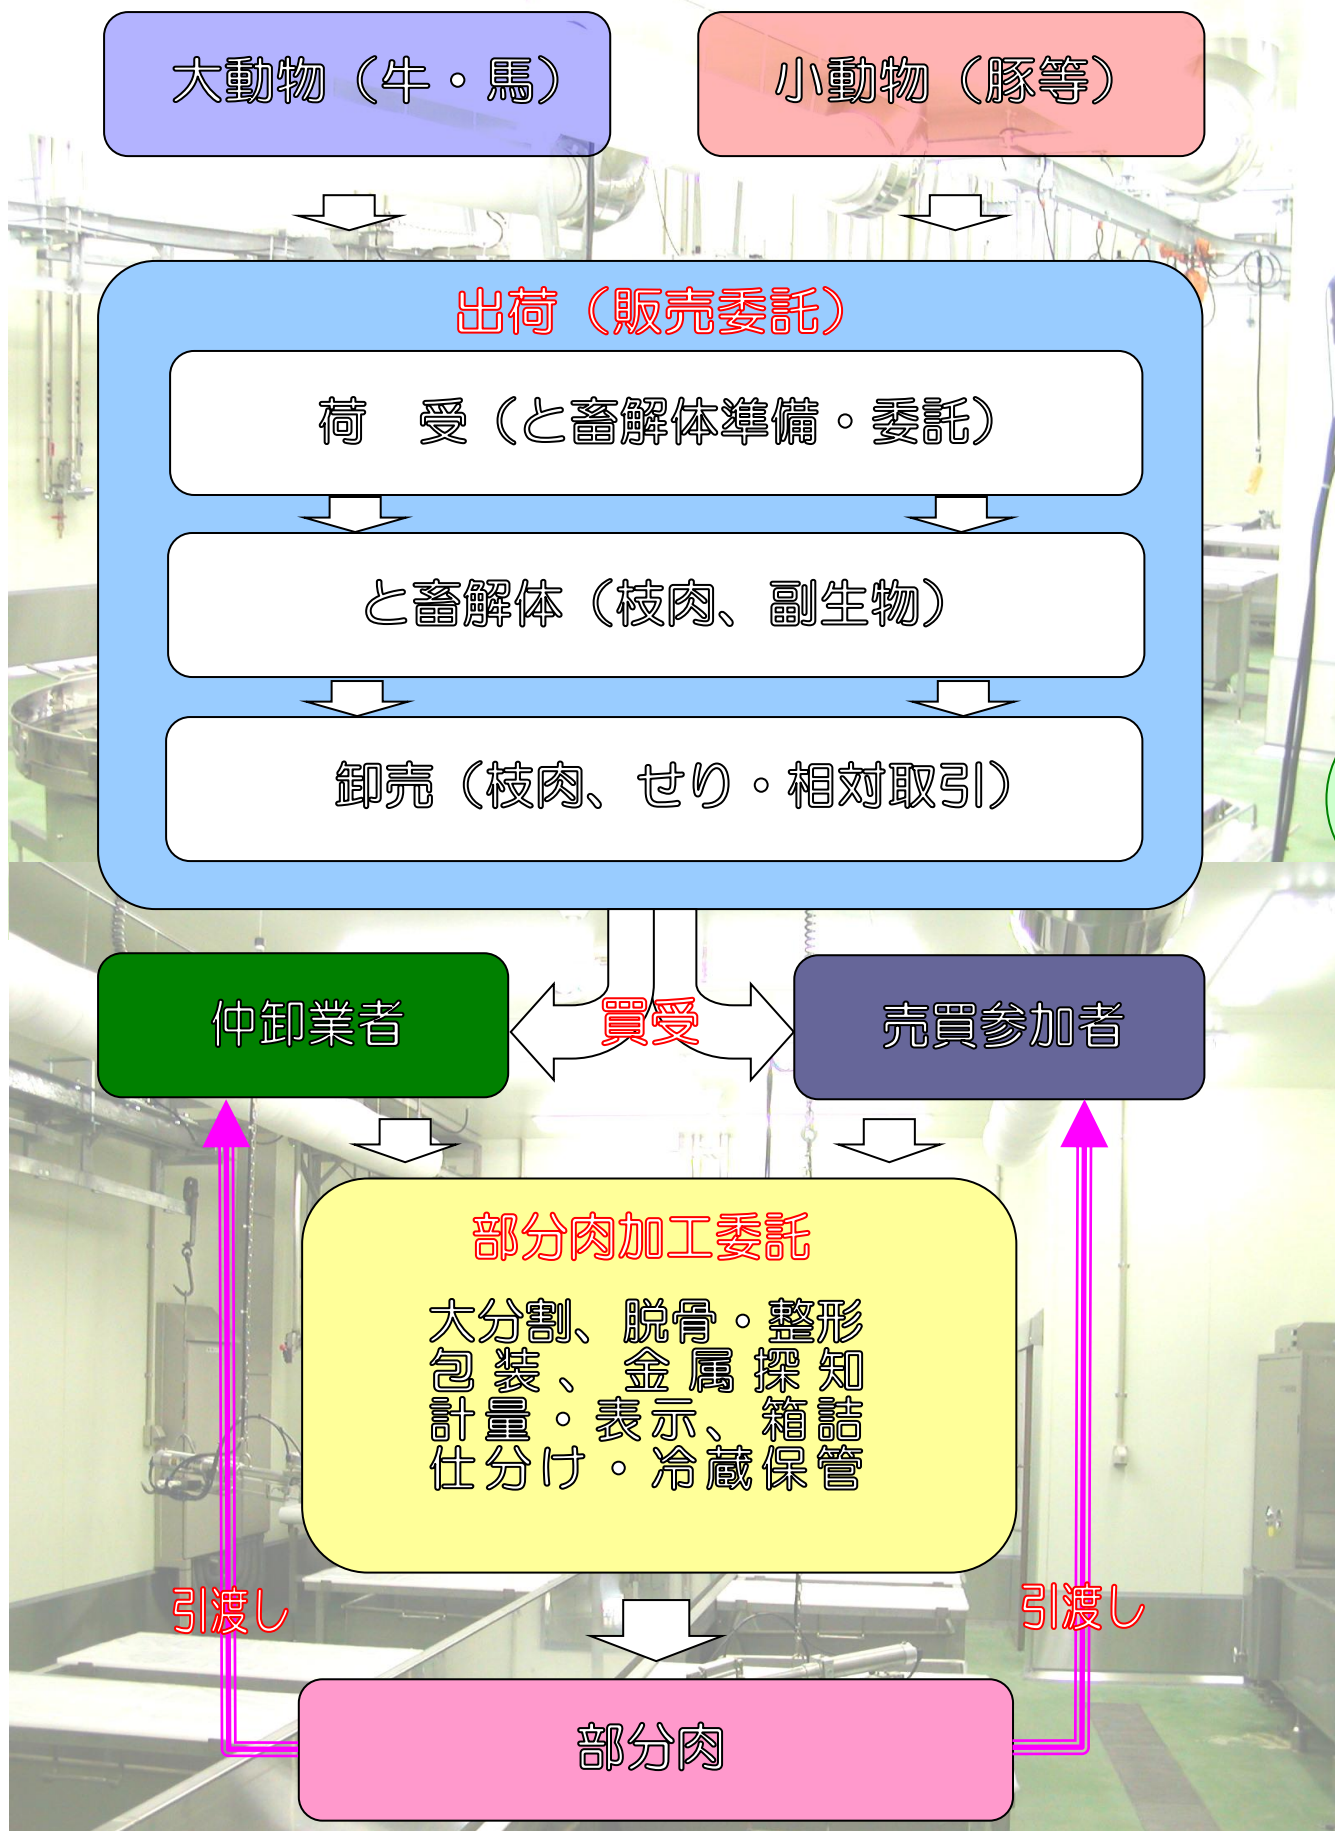 大動物（牛・馬）
小動物（豚等）
出荷（販売委託）
荷　受（と畜解体準備・委託）
と畜解体（枝肉、副生物）
卸売（枝肉、せり・相対取引）
仲卸業者
買受
売買参加者
部分肉加工委託
大分割、脱骨・整形
包装、金属探知
計量・表示、箱詰
仕分け・冷蔵保管
引渡し
引渡し
部分肉